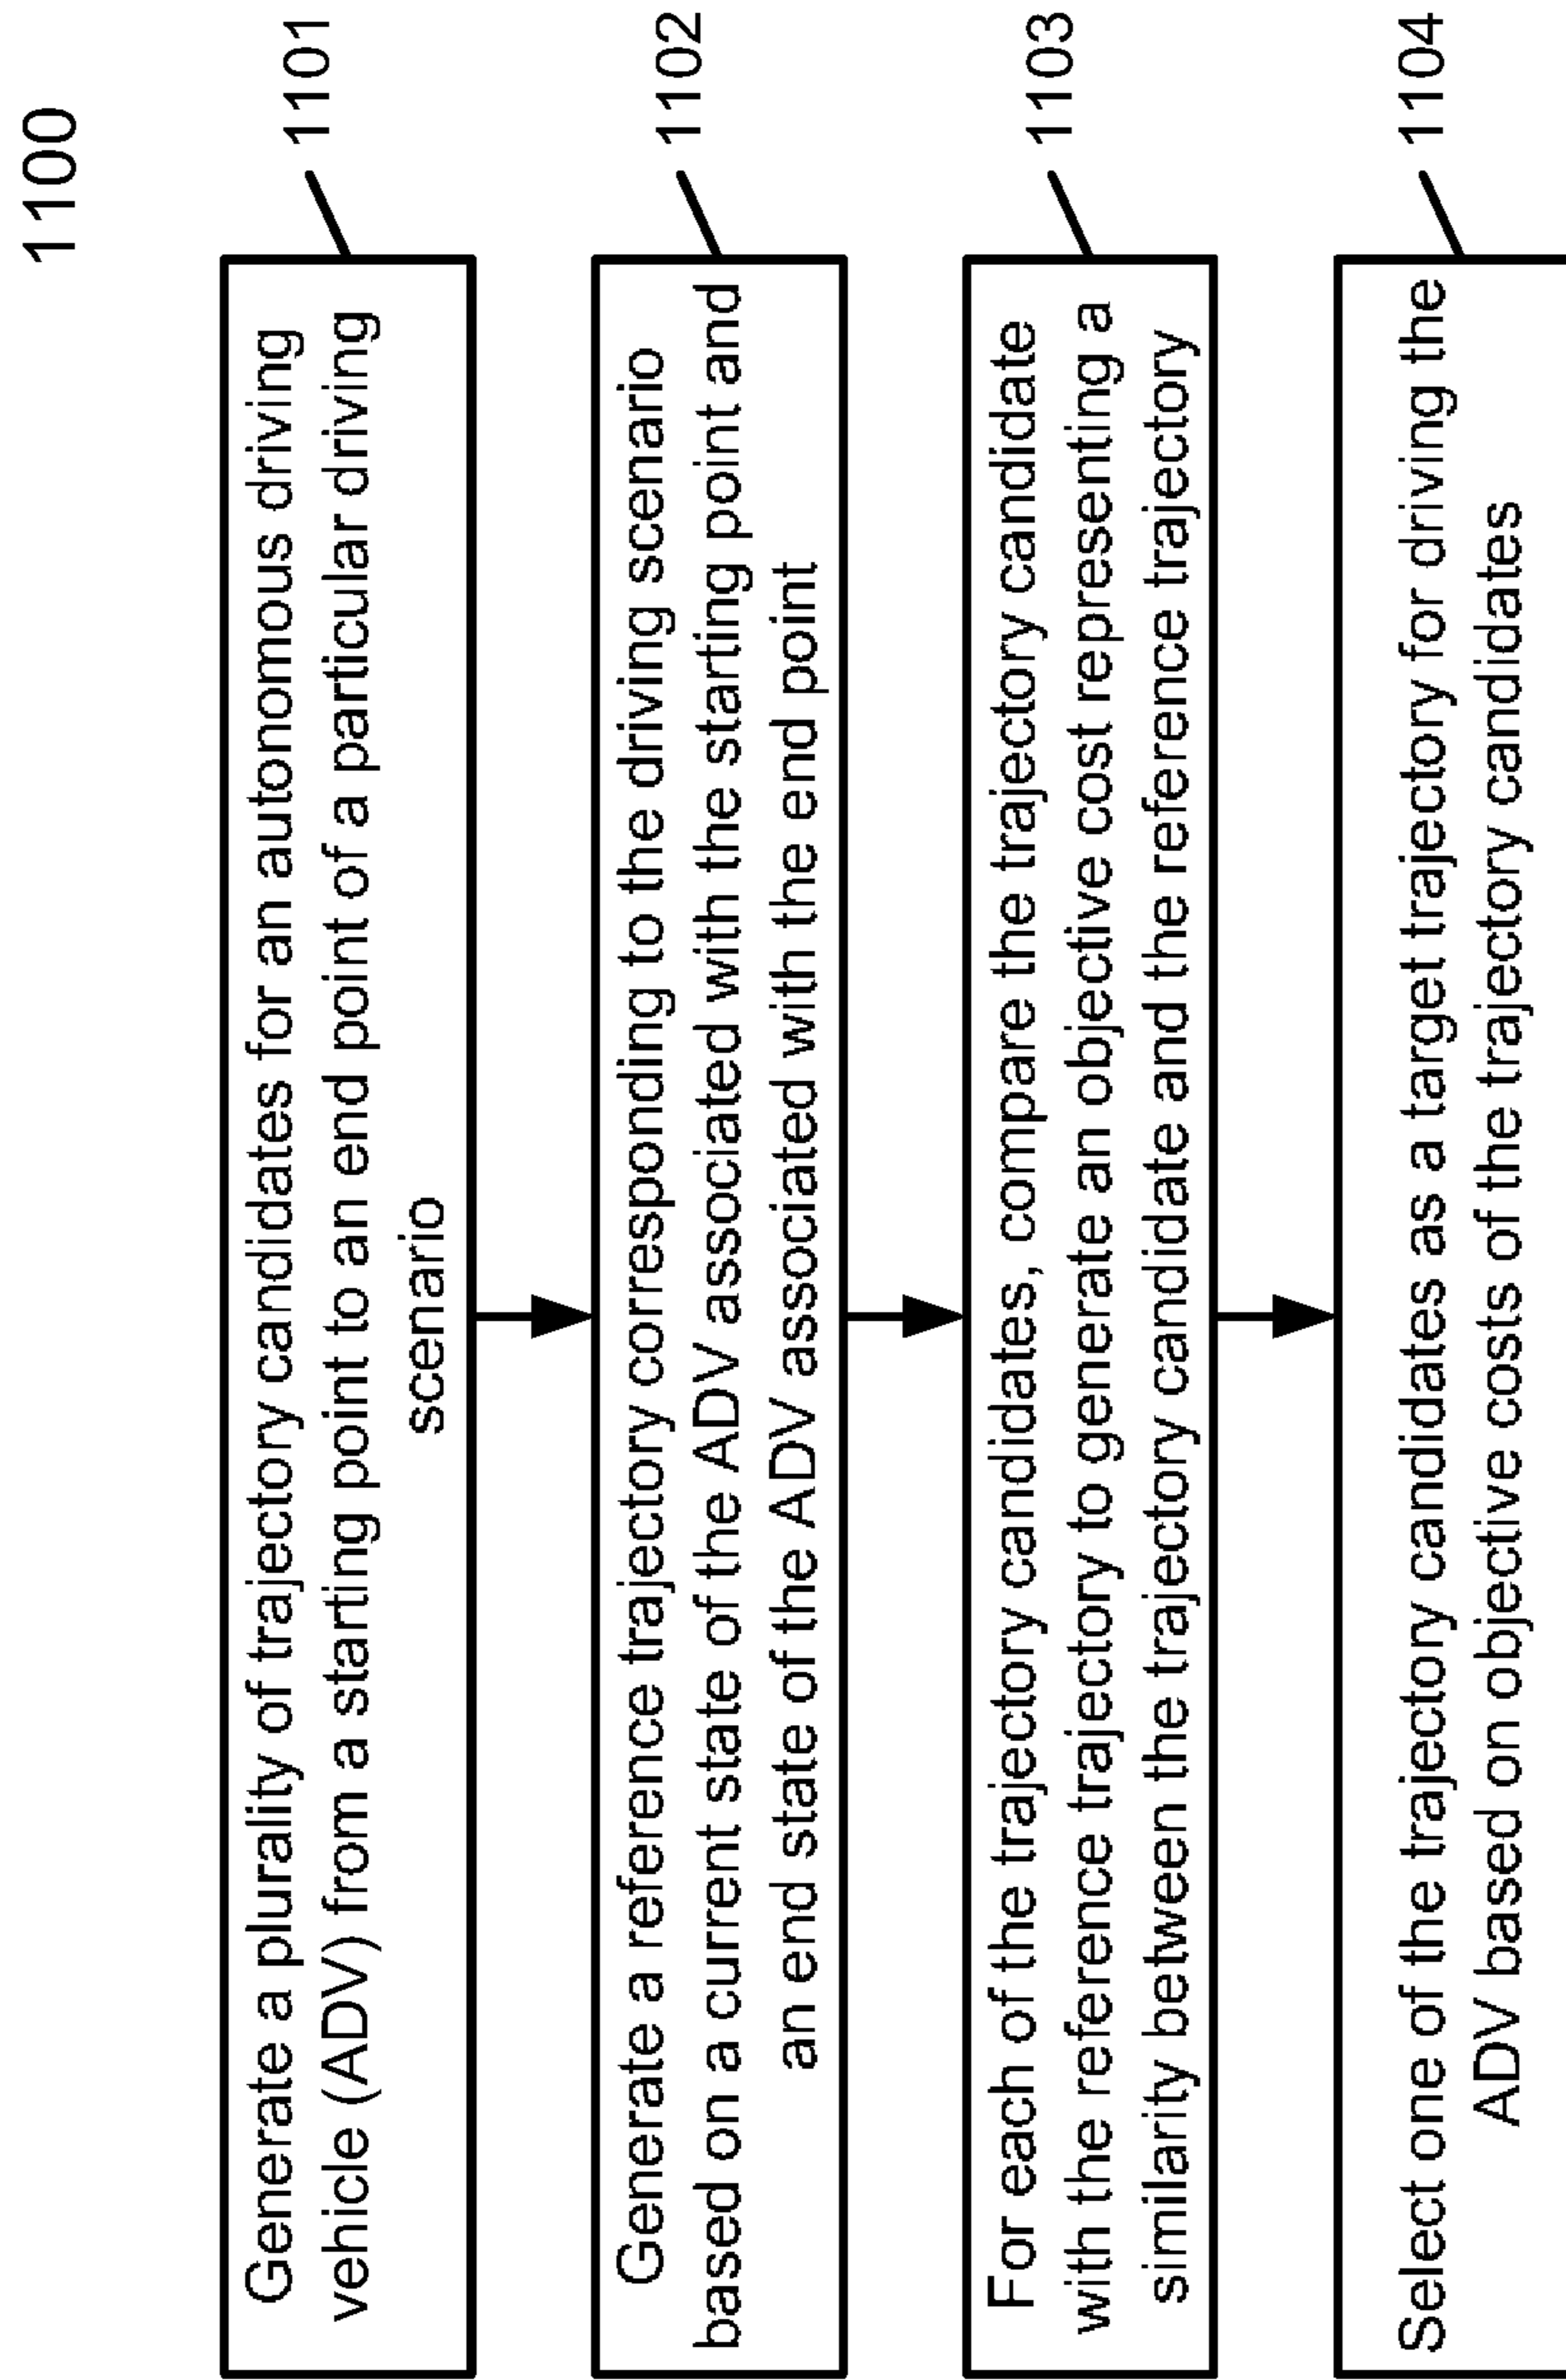 1100
Generate a plurality of trajectory candidates for an autonomous driving
vehicle (ADV) from a starting point to an end point of a particular driving
scenario
1101
Generate a reference trajectory corresponding to the driving scenario
based on a current state of the ADV associated with the starting point and
an end state of the ADV associated with the end point
1102
For each of the trajectory candidates, compare the trajectory candidate
with the reference trajectory to generate an objective cost representing a
similarity between the trajectory candidate and the reference trajectory
1103
Select one of the trajectory candidates as a target trajectory for driving the
ADV based on objective costs of the trajectory candidates
1104